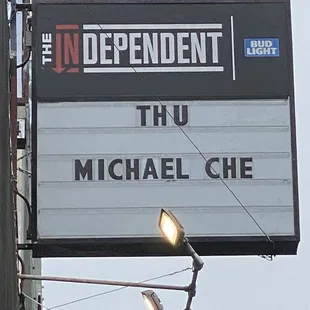 THE INDEPENDENT
BUD
LIGHT
THU
MICHAEL CHE